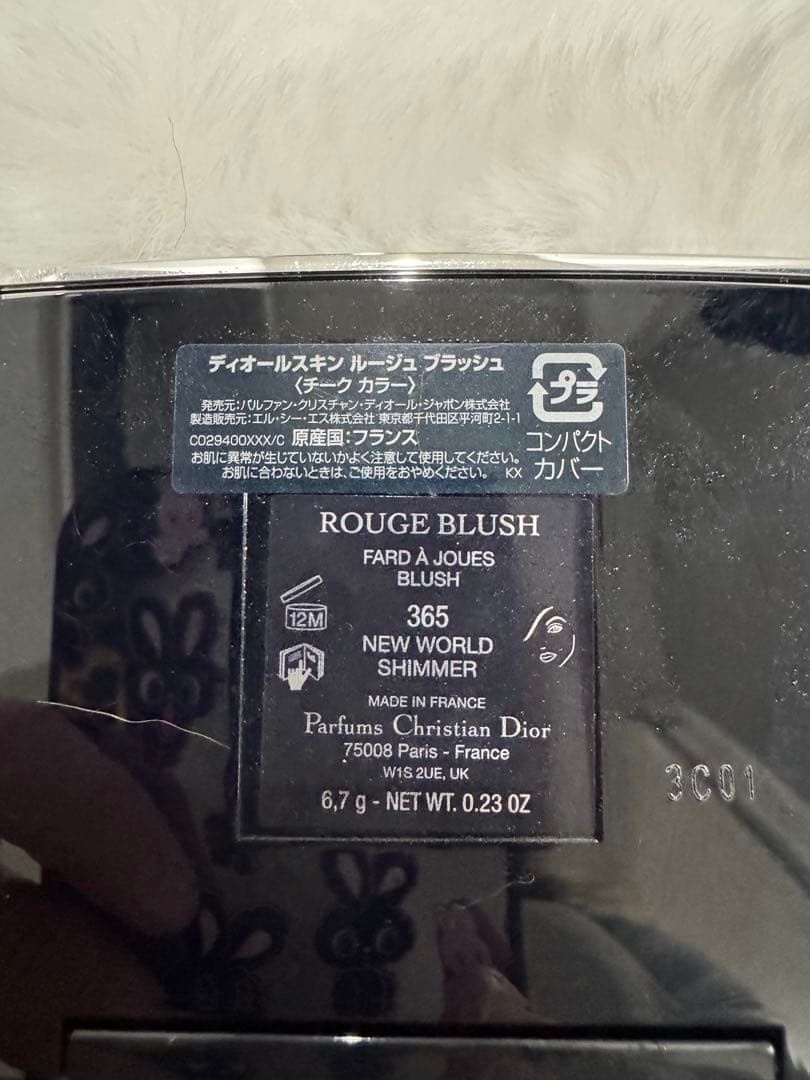 ディオールスキン ルージュ ブラッシュ
〈チーク カラー〉
発売元:パルファン・クリスチャン・ディオール・ジャポン株式会社
製造販売元:エル・シー・エス株式会社 東京都千代田区平河町2-1-1
C029400XXX/C 原産国:フランス
お肌に異常が生じていないかよく注意して使用してください。
お肌に合わないときは、ご使用をおやめください。 KX
プラ
コンパクト
カバー
ROUGE BLUSH
FARD À JOUES
BLUSH
12M
365
NEW WORLD
SHIMMER
MADE IN FRANCE
Parfums Christian Dior
75008 Paris - France
W1S 2UE, UK
6,7 g - NET WT. 0.23 OZ
3C01